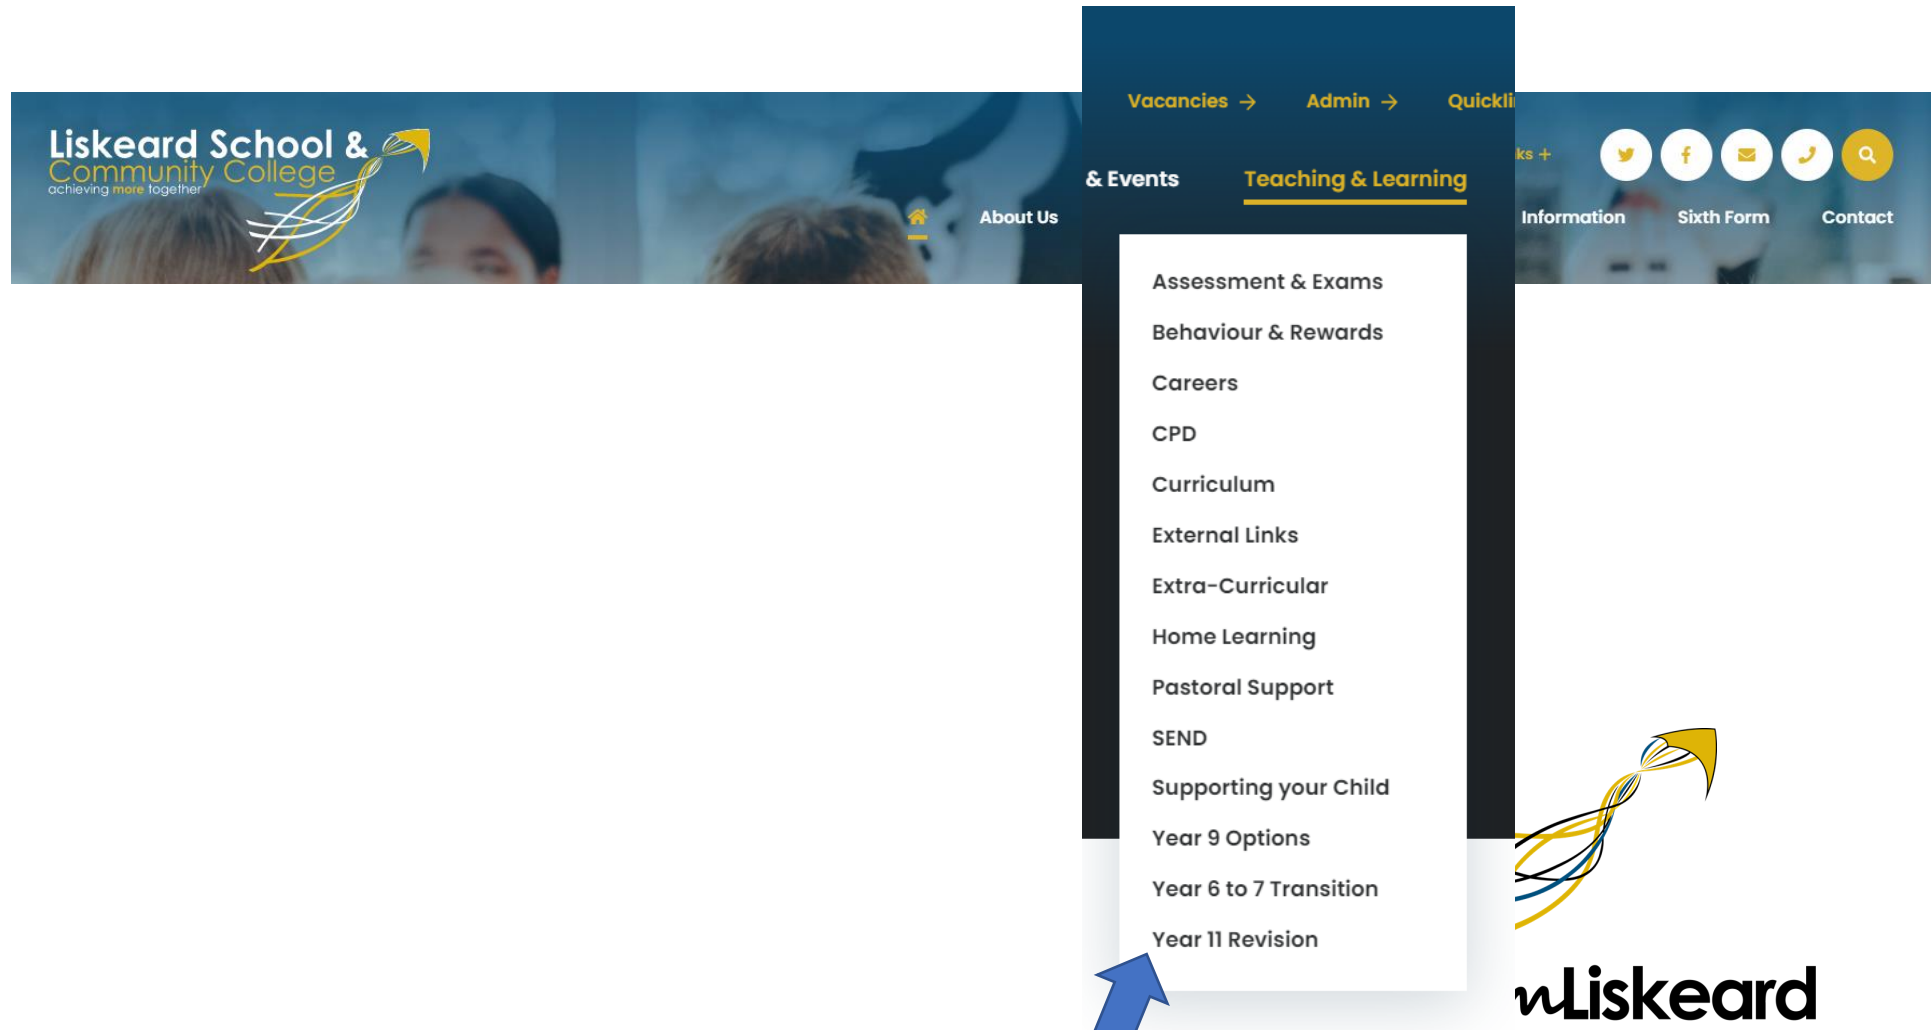 Liskeard School &
Community College
achieving more together
Vacancies → Admin →
ks +
About Us
& Events Teaching & Learning
Information Sixth Form Contact
Assessment & Exams
Behaviour & Rewards
Careers
CPD
Curriculum
External Links
Extra-Curricular
Home Learning
Pastoral Support
SEND
Supporting your Child
Year 9 Options
Year 6 to 7 Transition
Year 11 Revision
Liskeard